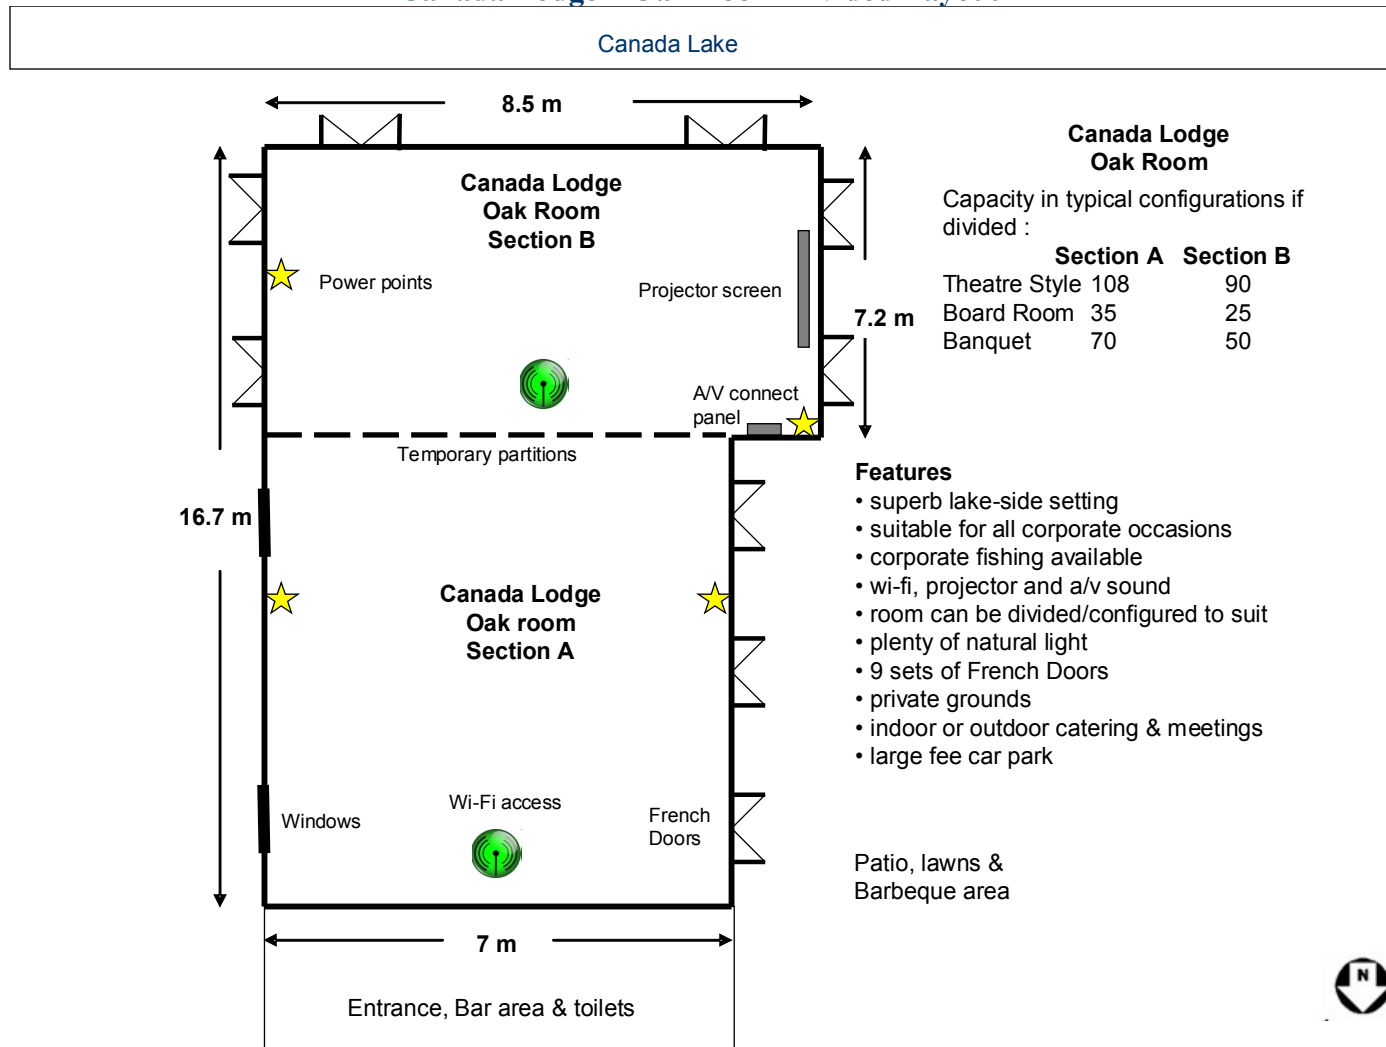 Canada Lake
8.5 m
Canada Lodge
Oak Room
Section B
Power points
Projector screen
7.2 m
A/V connect
panel
Temporary partitions
16.7 m
Canada Lodge
Oak room
Section A
Wi-Fi access
Windows
French
Doors
7 m
Entrance, Bar area & toilets
Canada Lodge
Oak Room
Capacity in typical configurations if
divided :
Section A Section B
Theatre Style 108 90
Board Room 35 25
Banquet 70 50
Features
• superb lake-side setting
• suitable for all corporate occasions
• corporate fishing available
• wi-fi, projector and a/v sound
• room can be divided/configured to suit
• plenty of natural light
• 9 sets of French Doors
• private grounds
• indoor or outdoor catering & meetings
• large fee car park
Patio, lawns &
Barbeque area
N